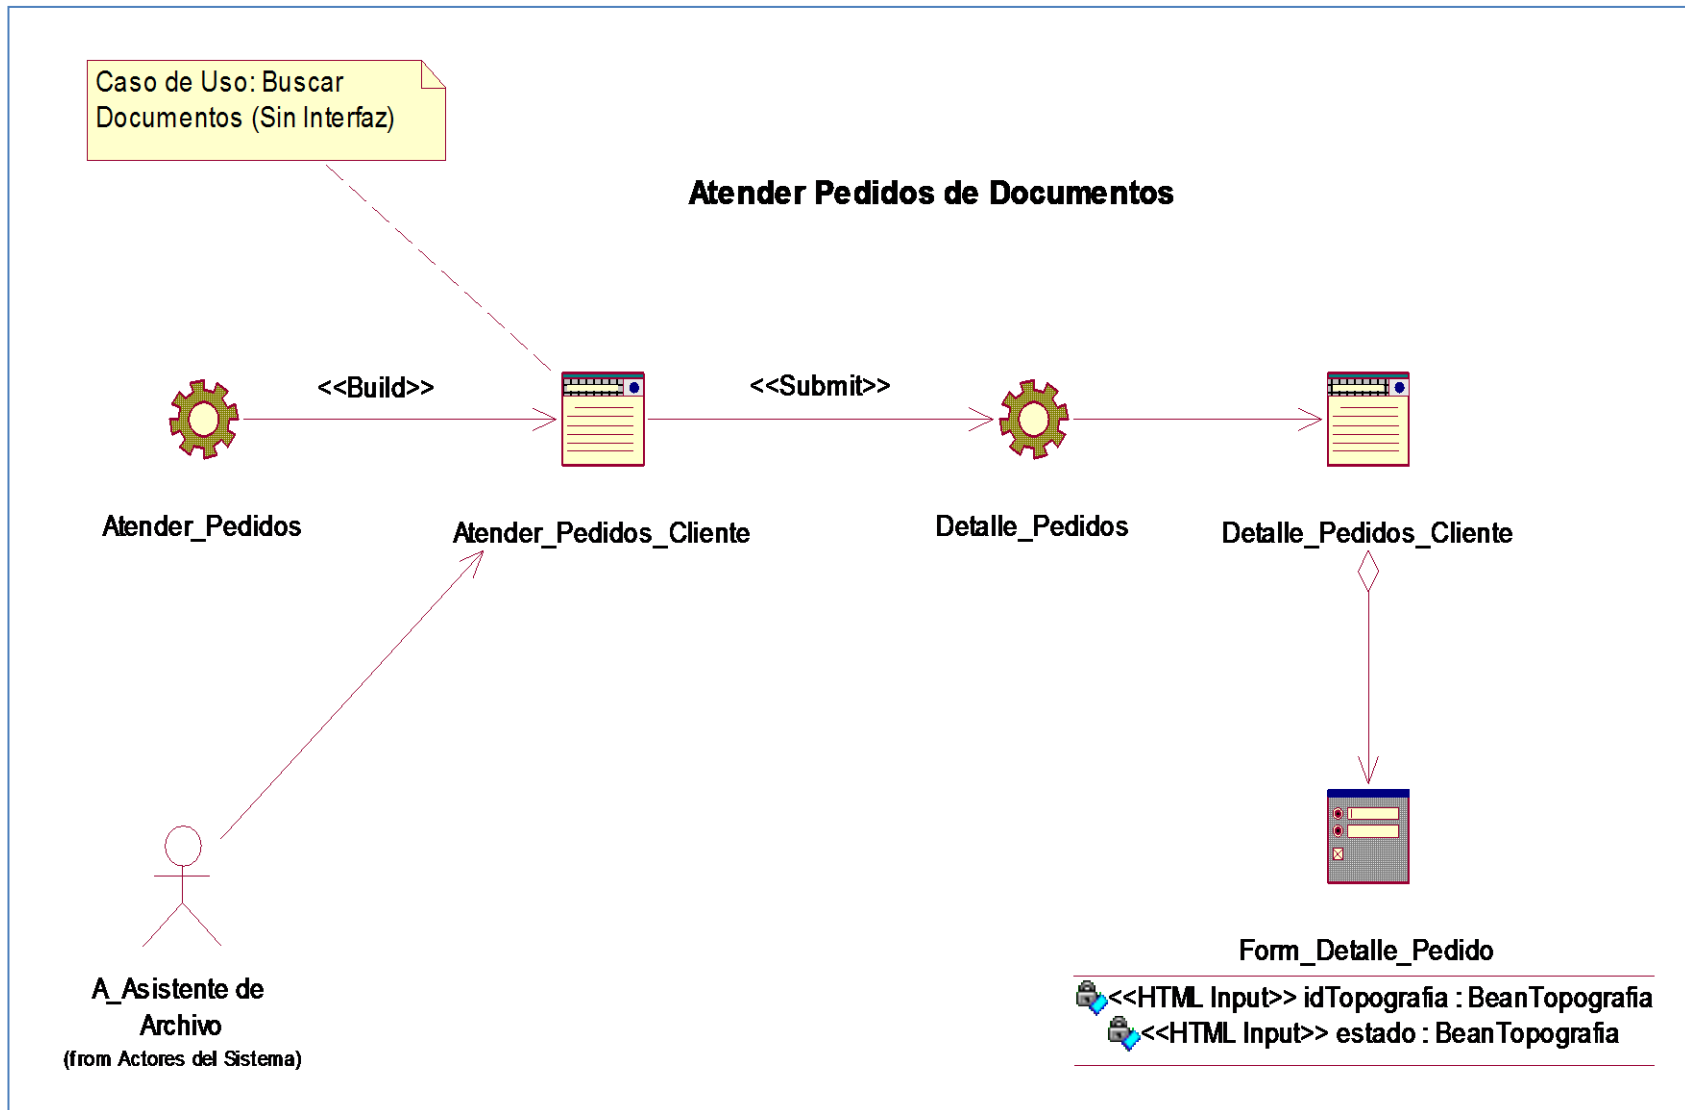 Caso de Uso: Buscar
Documentos (Sin Interfaz)
Atender Pedidos de Documentos
<<Build>>
<<Submit>>
Atender_Pedidos
Atender_Pedidos_Cliente
Detalle_Pedidos
Detalle_Pedidos_Cliente
A_Asistente de
Archivo
(from Actores del Sistema)
Form_Detalle_Pedido
<<HTML Input>> idTopografia : BeanTopografia
<<HTML Input>> estado : BeanTopografia